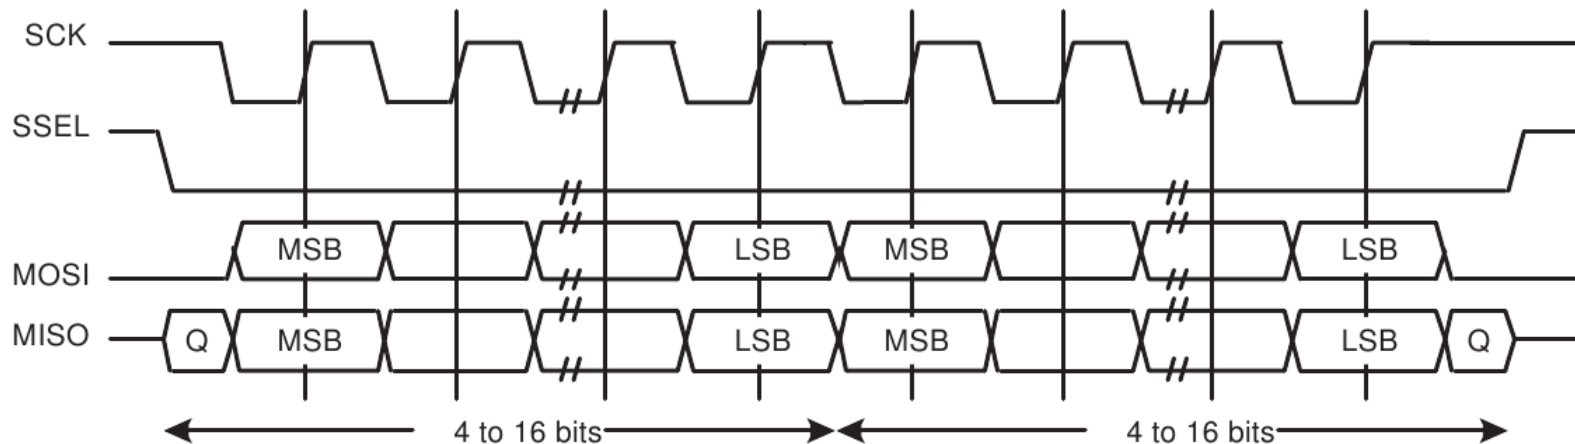 SCK
SSEL
MOSI MSB LSB MSB LSB
MISO Q MSB LSB MSB LSB Q
4 to 16 bits 4 to 16 bits